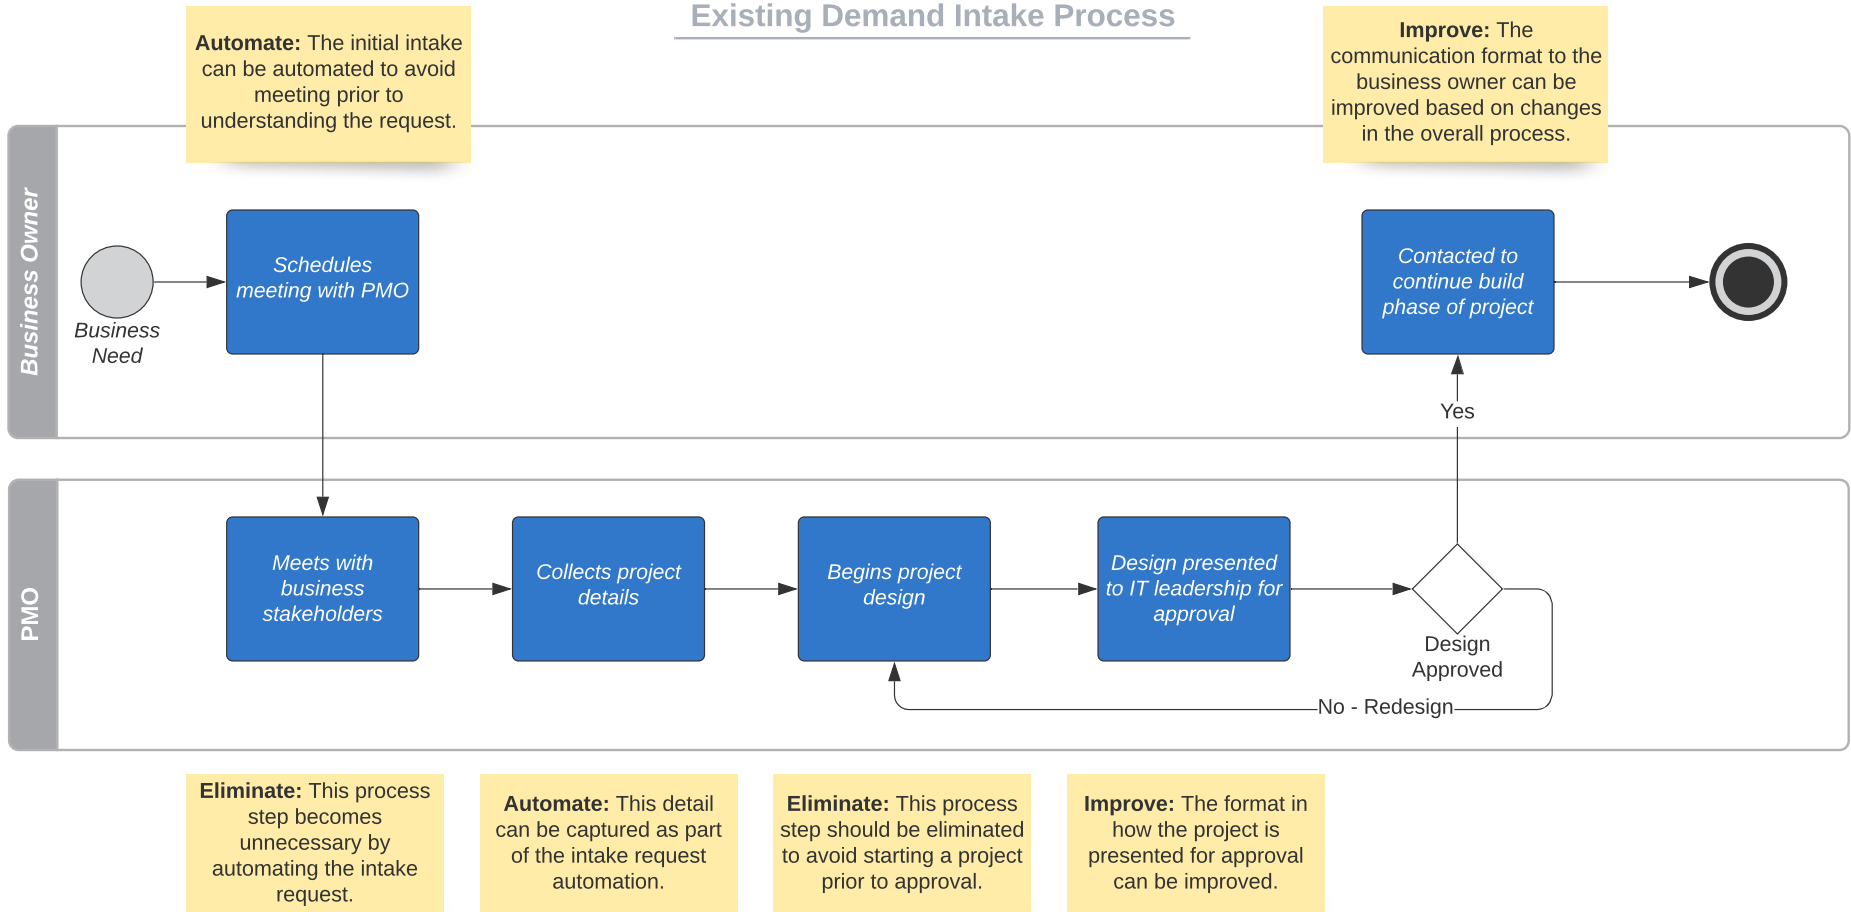 Existing Demand Intake Process
Automate: The initial intake
can be automated to avoid
meeting prior to
understanding the request.
Improve: The
communication format to the
business owner can be
improved based on changes
in the overall process.
Business Owner
Business
Need
Schedules
meeting with PMO
Contacted to
continue build
phase of project
Yes
PMO
Meets with
business
stakeholders
Collects project
details
Begins project
design
Design presented
to IT leadership for
approval
Design
Approved
No - Redesign
Eliminate: This process
step becomes
unnecessary by
automating the intake
request.
Automate: This detail
can be captured as part
of the intake request
automation.
Eliminate: This process
step should be eliminated
to avoid starting a project
prior to approval.
Improve: The format in
how the project is
presented for approval
can be improved.